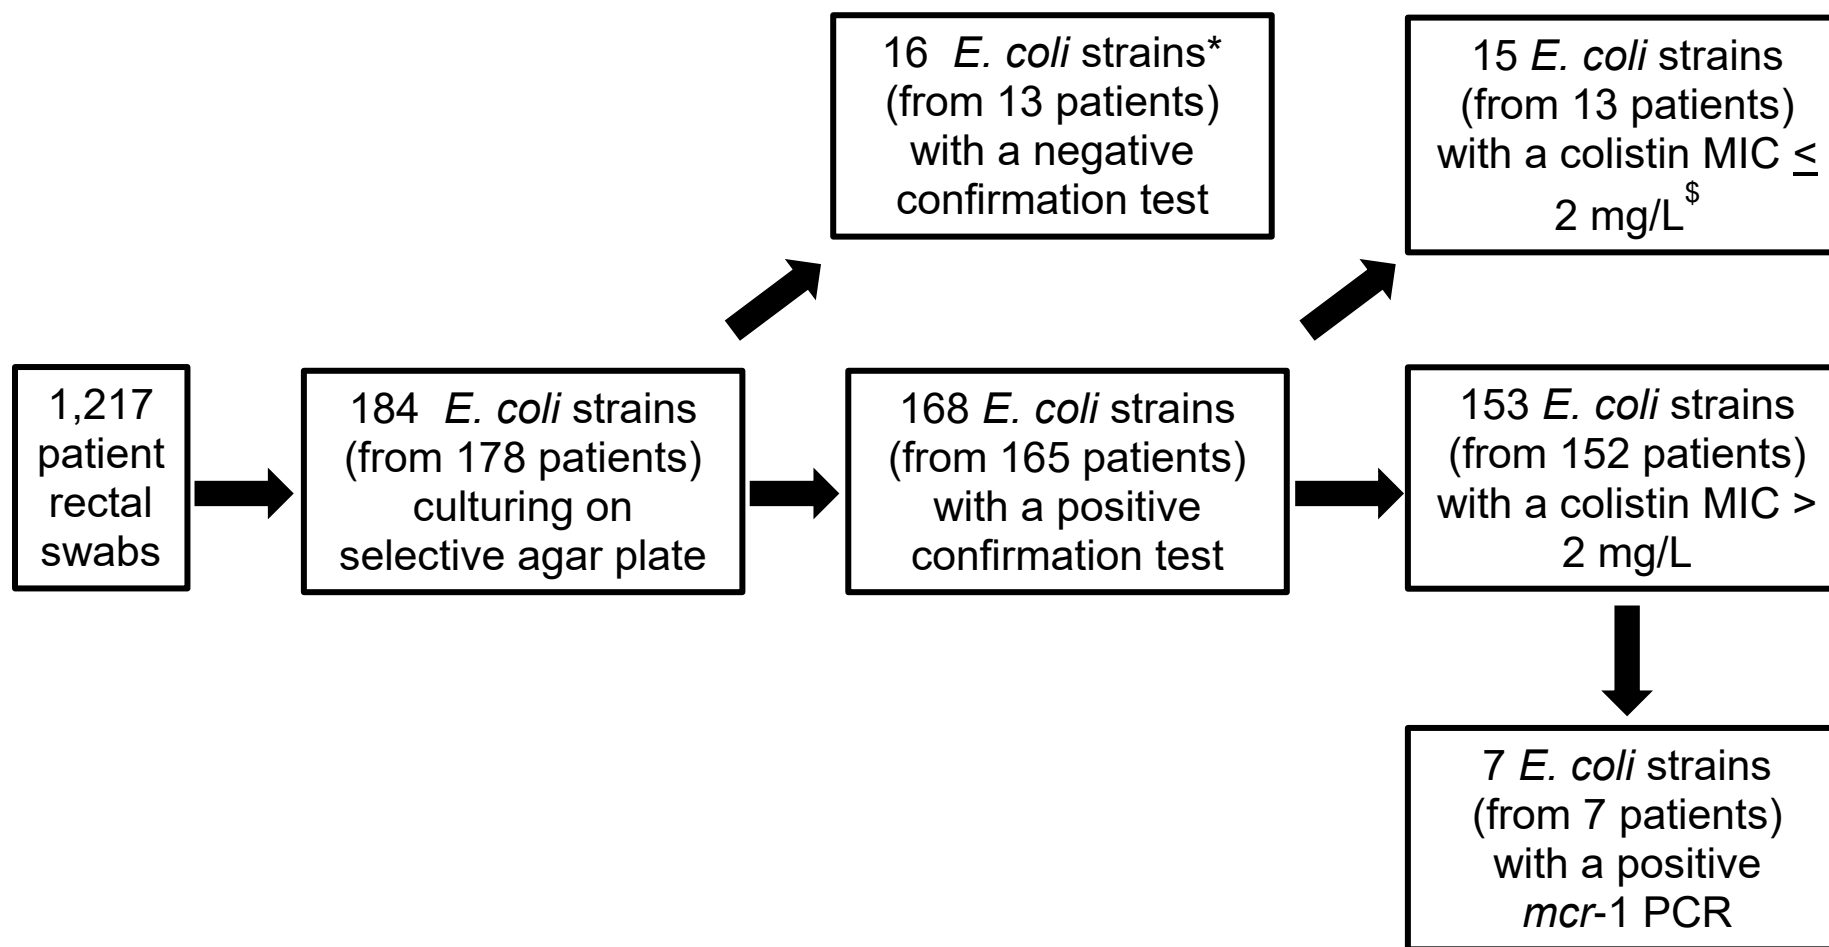 1,217
patient
rectal
swabs
184 E. coli strains
(from 178 patients)
culturing on
selective agar plate
16 E. coli strains*
(from 13 patients)
with a negative
confirmation test
168 E. coli strains
(from 165 patients)
with a positive
confirmation test
15 E. coli strains
(from 13 patients)
with a colistin MIC ≤
2 mg/L$
153 E. coli strains
(from 152 patients)
with a colistin MIC >
2 mg/L
7 E. coli strains
(from 7 patients)
with a positive
mcr-1 PCR